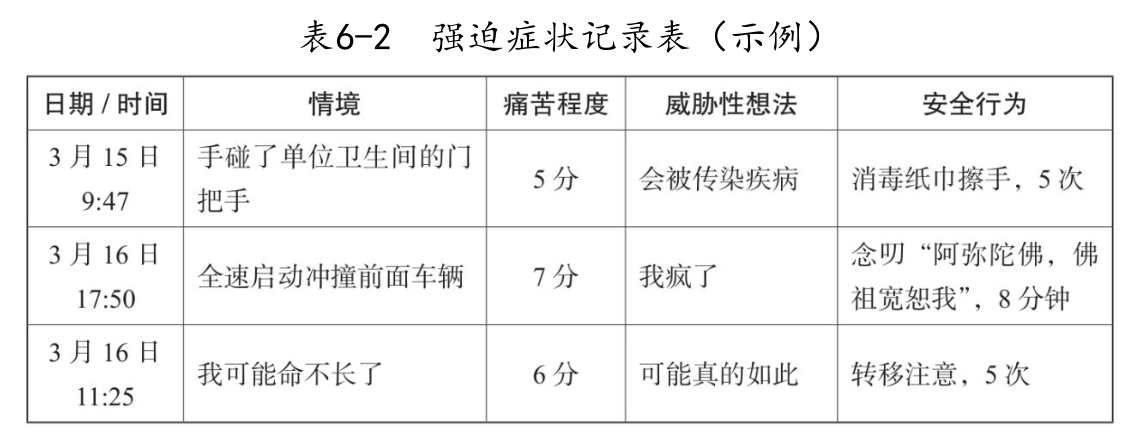 表6-2 强迫症状记录表（示例）
日期 / 时间 情境 痛苦程度 威胁性想法 安全行为
3 月 15 日
9:47
手碰了单位卫生间的门
把手
5 分
会被传染疾病
消毒纸巾擦手，5 次
3 月 16 日
17:50
全速启动冲撞前面车辆
7 分
我疯了
念叨“阿弥陀佛，佛
祖宽恕我”，8 分钟
3 月 16 日
11:25
我可能命不长了
6 分
可能真的如此
转移注意，5 次